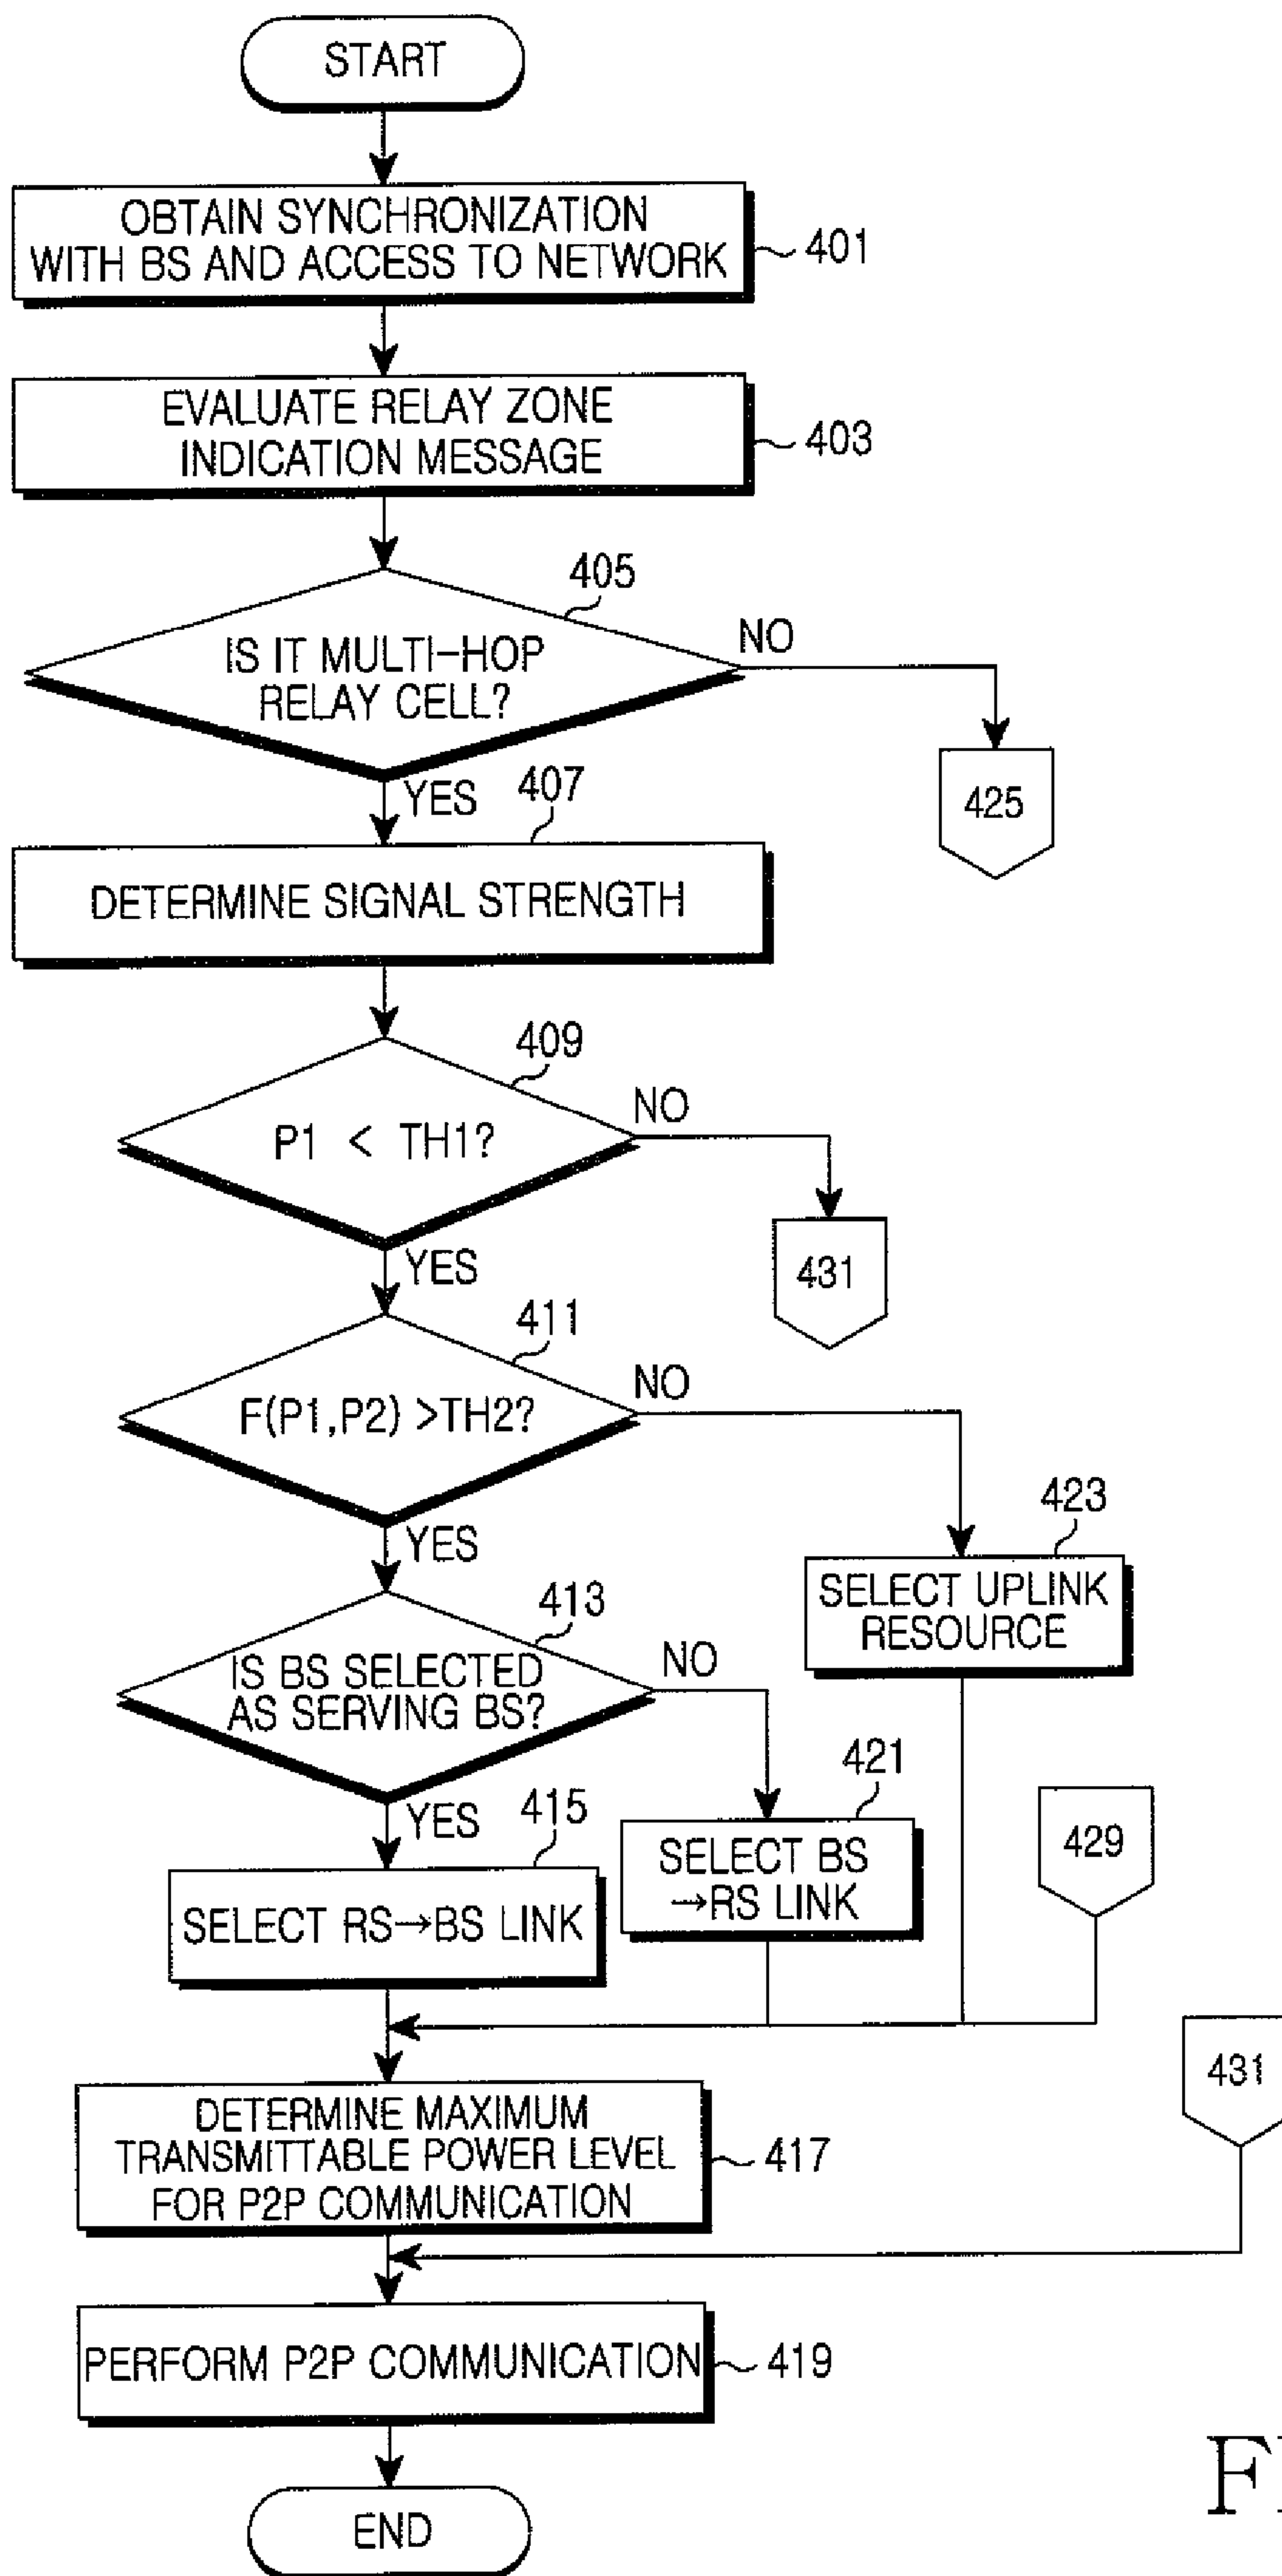 START
OBTAIN SYNCHRONIZATION
WITH BS AND ACCESS TO NETWORK
401
EVALUATE RELAY ZONE
INDICATION MESSAGE
403
405
IS IT MULTI-HOP
RELAY CELL?
NO
425
YES
407
DETERMINE SIGNAL STRENGTH
409
P1 < TH1?
NO
431
YES
411
F(P1,P2) >TH2?
NO
423
SELECT UPLINK
RESOURCE
YES
413
IS BS SELECTED
AS SERVING BS?
NO
421
SELECT BS
→RS LINK
429
YES
415
SELECT RS→BS LINK
431
DETERMINE MAXIMUM
TRANSMITTABLE POWER LEVEL
FOR P2P COMMUNICATION
417
PERFORM P2P COMMUNICATION
419
END